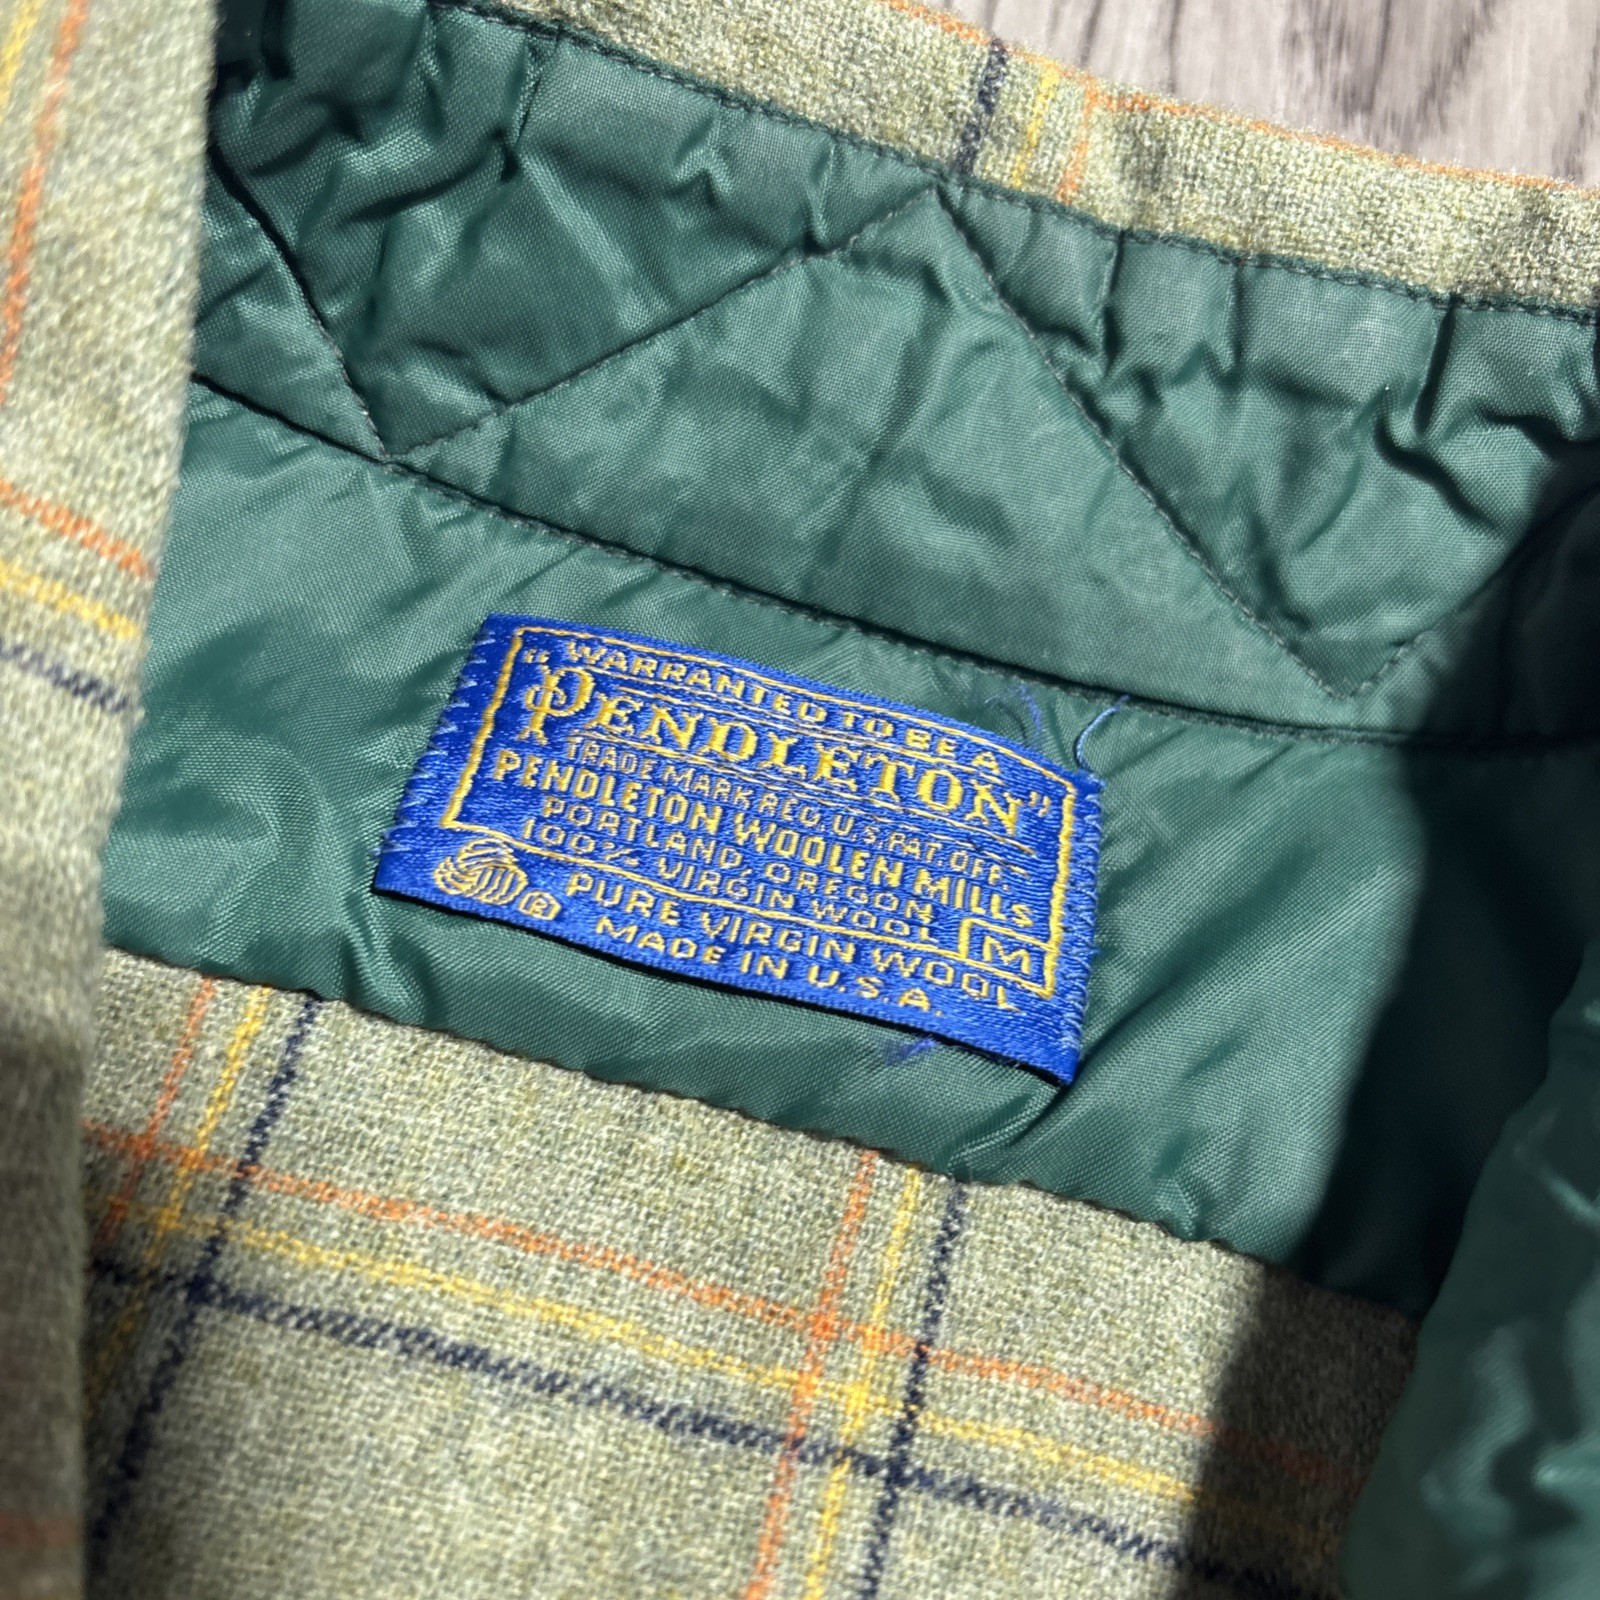 "WARRANTED TO BE A
"PENDLETON"
TRADE MARK REG. U.S. PAT. OFF.
PENDLETON WOOLEN MILLS
PORTLAND, OREGON
100% VIRGIN WOOL
M
® PURE VIRGIN WOOL
MADE IN U.S.A.